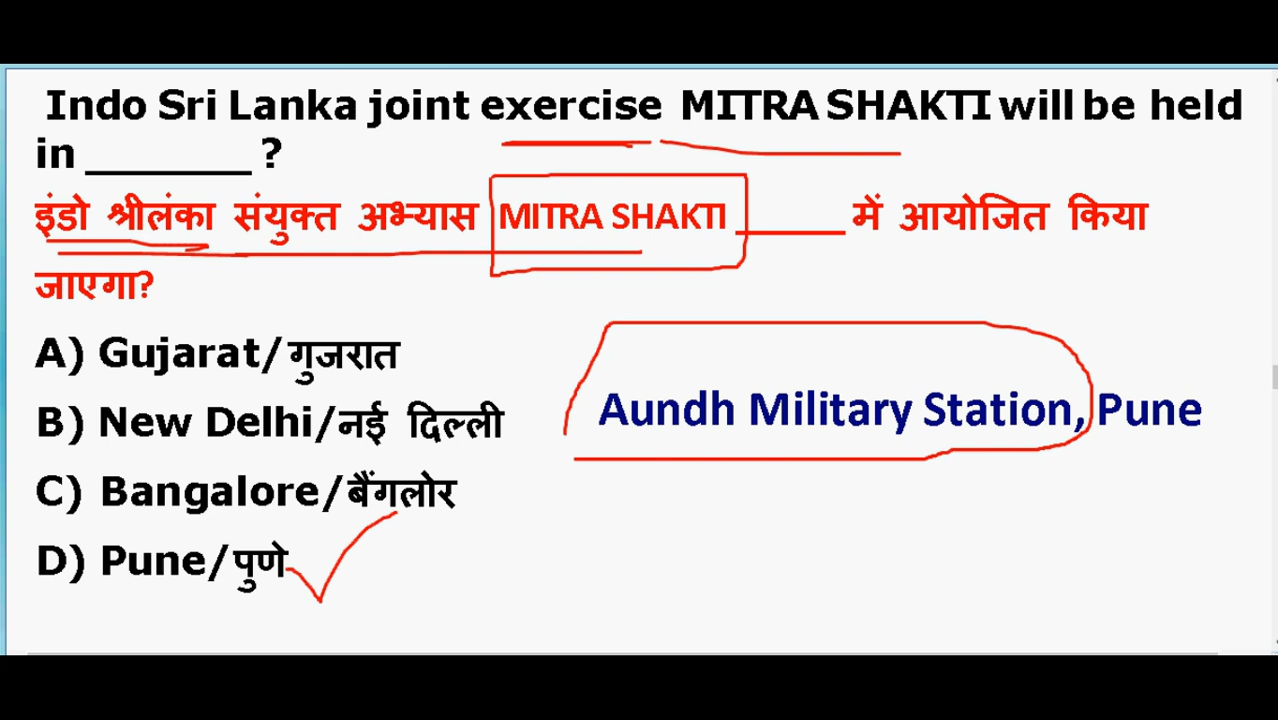 Indo Sri Lanka joint exercise MITRA SHAKTI will be held
in _______ ?
इंडो श्रीलंका संयुक्त अभ्यास MITRA SHAKTI ______ में आयोजित किया
जाएगा?
A) Gujarat/गुजरात
B) New Delhi/नई दिल्ली
Aundh Military Station, Pune
C) Bangalore/बैंगलोर
D) Pune/पुणे